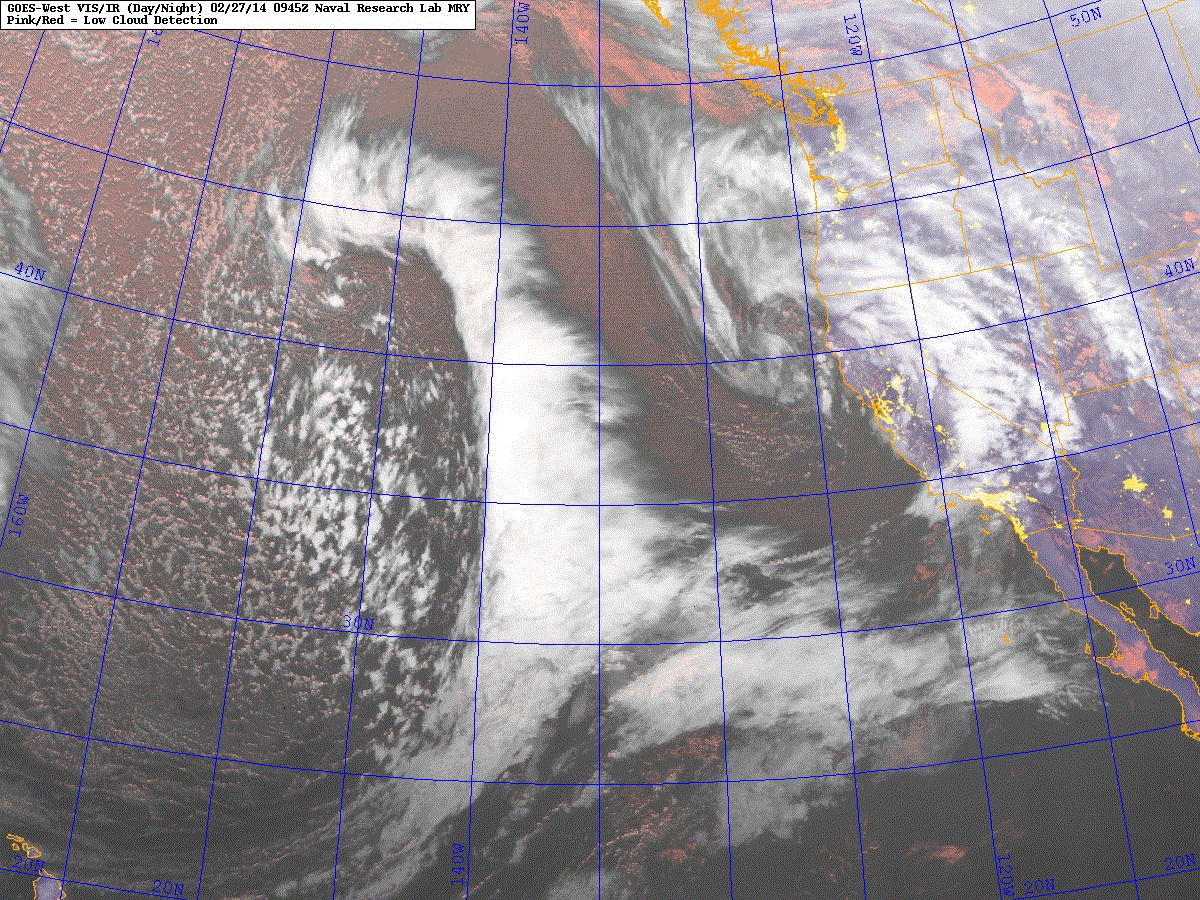 GOES-West VIS/IR (Day/Night) 02/27/14 0945Z Naval Research Lab MRY
Pink/Red = Low Cloud Detection
140W
120W
50N
40N
40N
160W
30N
30N
140W
120W
20N
20N
20N
20N